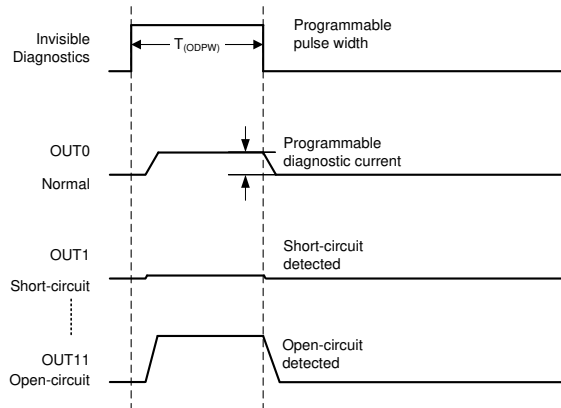 Invisible
Diagnostics
T(ODPW)
Programmable
pulse width
OUT0
Normal
Programmable
diagnostic current
OUT1
Short-circuit
Short-circuit
detected
OUT11
Open-circuit
Open-circuit
detected